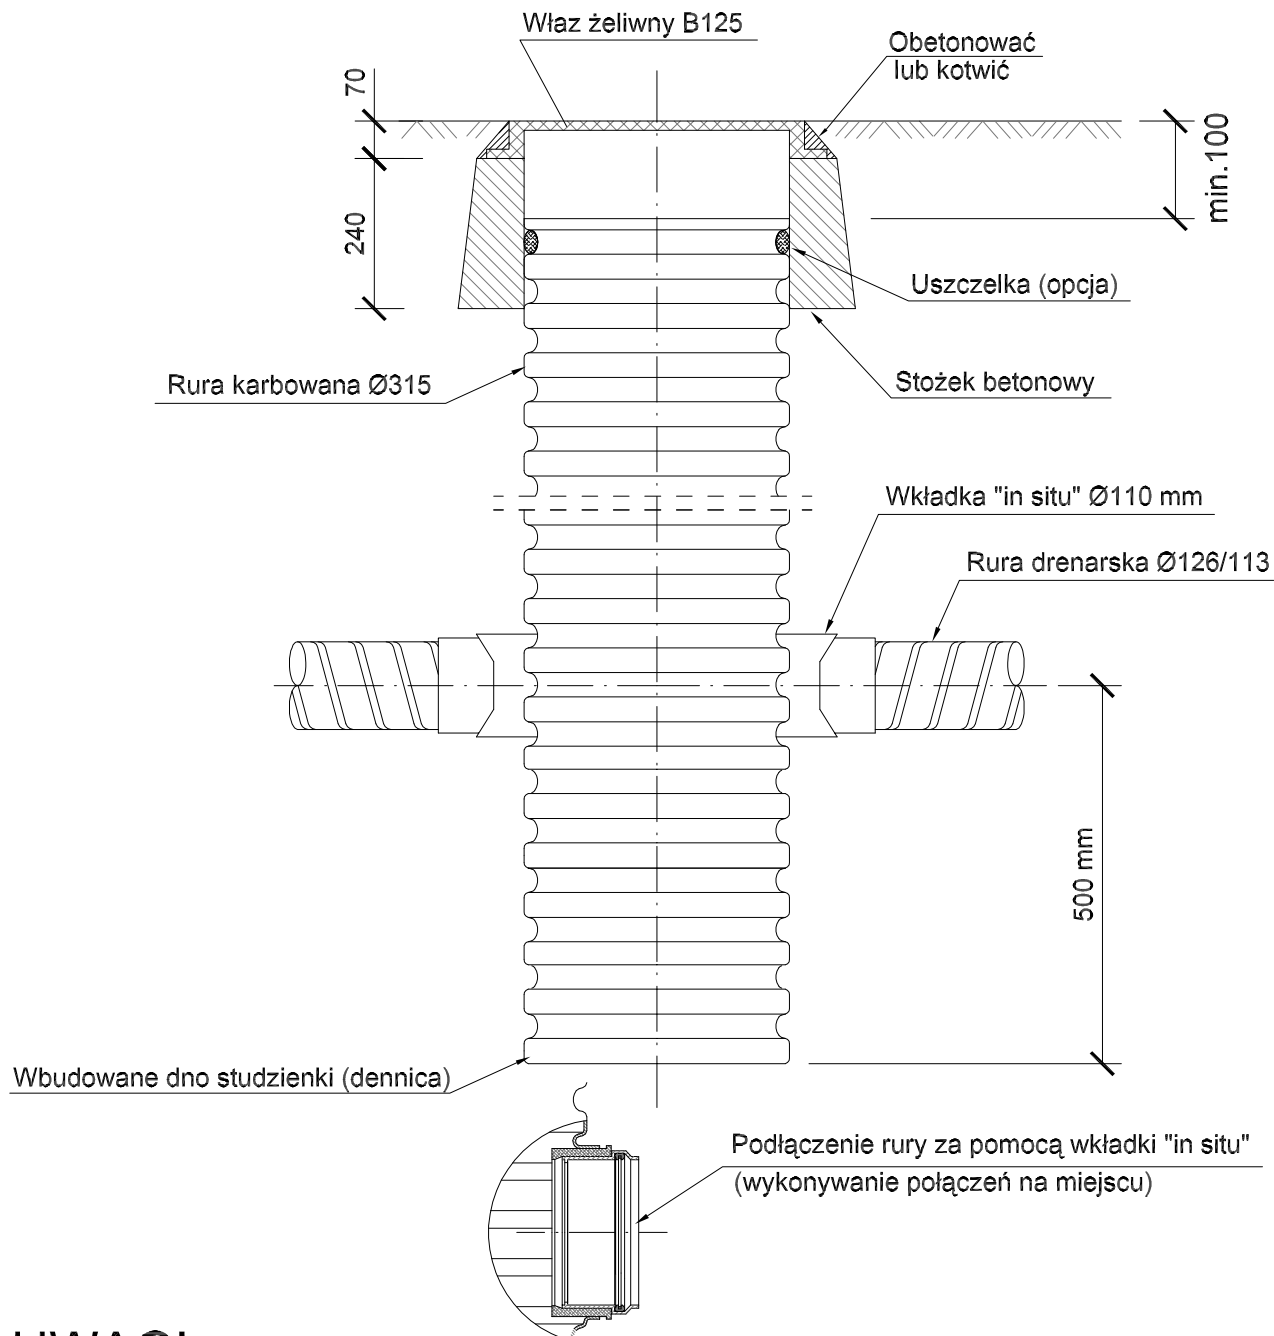 Właz żeliwny B125
Obetonować
lub kotwić
70
min.100
240
Uszczelka (opcja)
Rura karbowana Ø315
Stożek betonowy
Wkładka "in situ" Ø110 mm
Rura drenarska Ø126/113
500 mm
Wbudowane dno studzienki (dennica)
Podłączenie rury za pomocą wkładki "in situ"
(wykonywanie połączeń na miejscu)